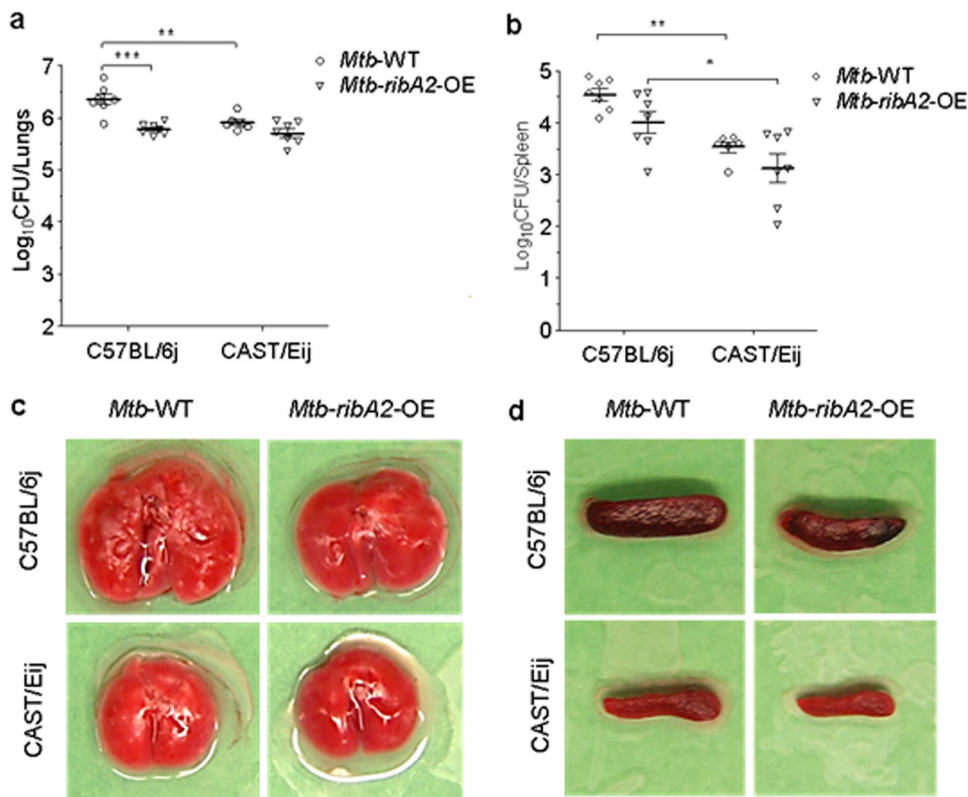 a
**
***
Mtb-WT
Mtb-ribA2-OE
Log10CFU/Lungs
7
6
5
4
3
2
C57BL/6j
CAST/Eij
b
**
*
Mtb-WT
Mtb-ribA2-OE
Log10CFU/Spleen
5
4
3
2
1
0
C57BL/6j
CAST/Eij
c
Mtb-WT
Mtb-ribA2-OE
C57BL/6j
CAST/Eij
d
Mtb-WT
Mtb-ribA2-OE
C57BL/6j
CAST/Eij